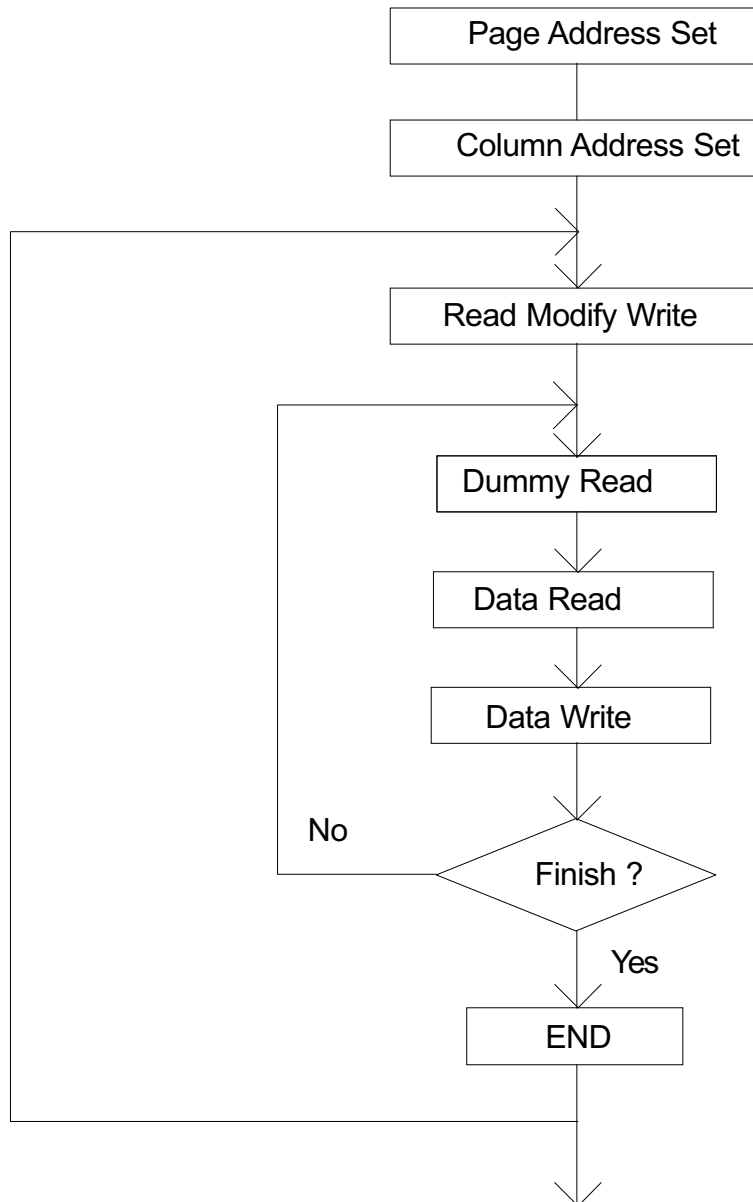 Page Address Set
Column Address Set
Read Modify Write
Dummy Read
Data Read
Data Write
No
Finish ?
Yes
END